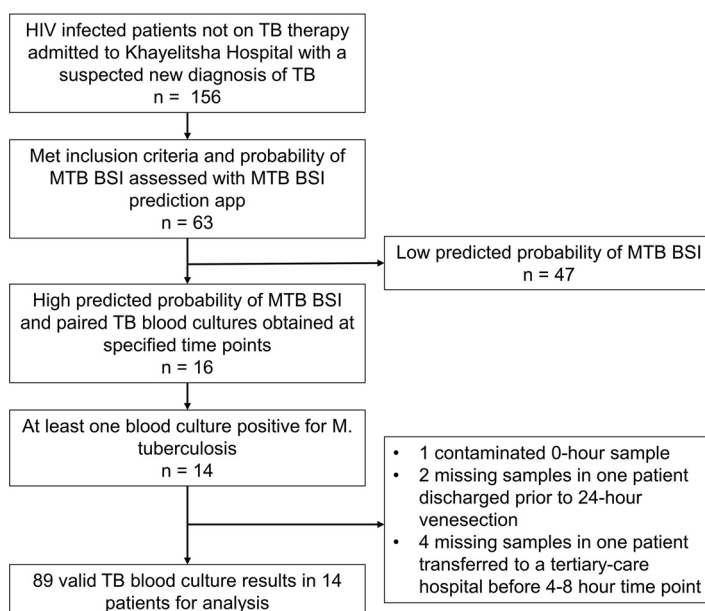 HIV infected patients not on TB therapy
admitted to Khayelitsha Hospital with a
suspected new diagnosis of TB
n = 156
Met inclusion criteria and probability of
MTB BSI assessed with MTB BSI
prediction app
n = 63
Low predicted probability of MTB BSI
n = 47
High predicted probability of MTB BSI
and paired TB blood cultures obtained at
specified time points
n = 16
At least one blood culture positive for M.
tuberculosis
n = 14
• 1 contaminated 0-hour sample
• 2 missing samples in one patient
discharged prior to 24-hour
venesection
• 4 missing samples in one patient
transferred to a tertiary-care
hospital before 4-8 hour time point
89 valid TB blood culture results in 14
patients for analysis